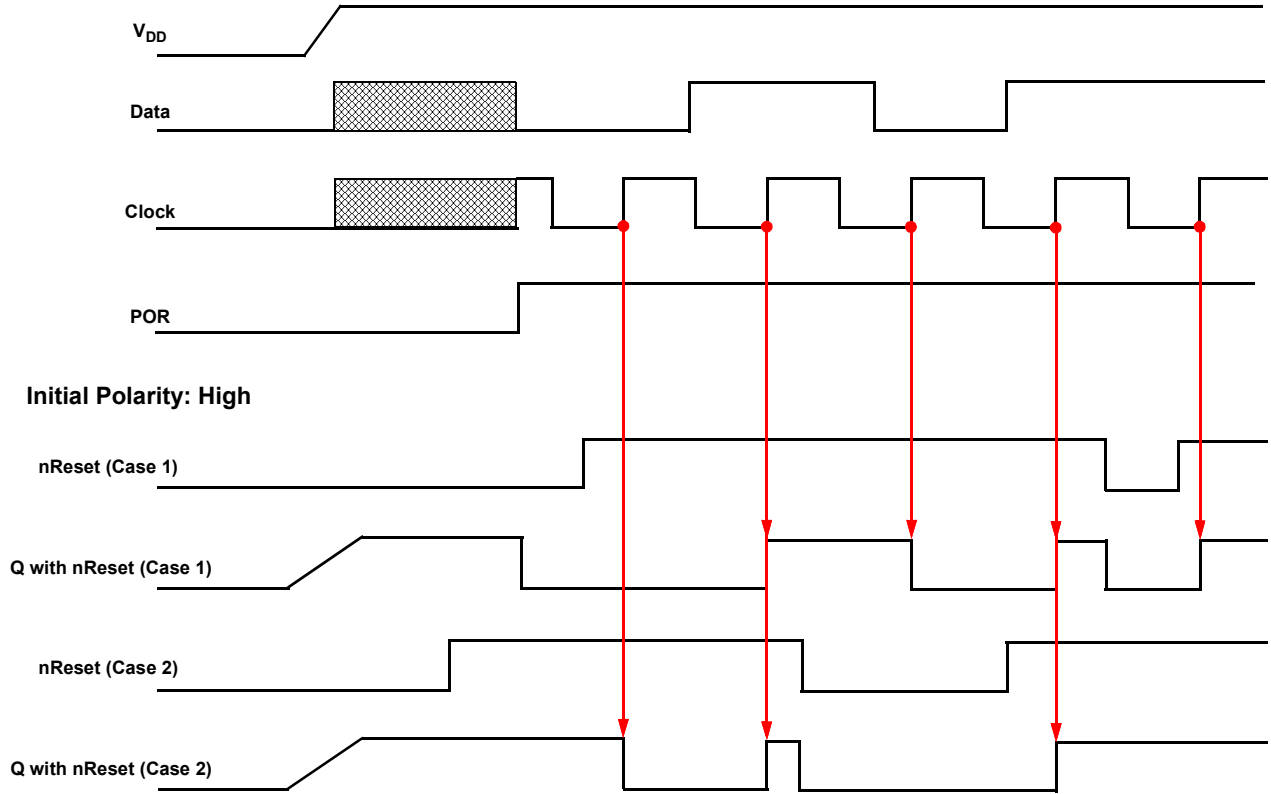 V_DD
Data
Clock
POR
Initial Polarity: High
nReset (Case 1)
Q with nReset (Case 1)
nReset (Case 2)
Q with nReset (Case 2)